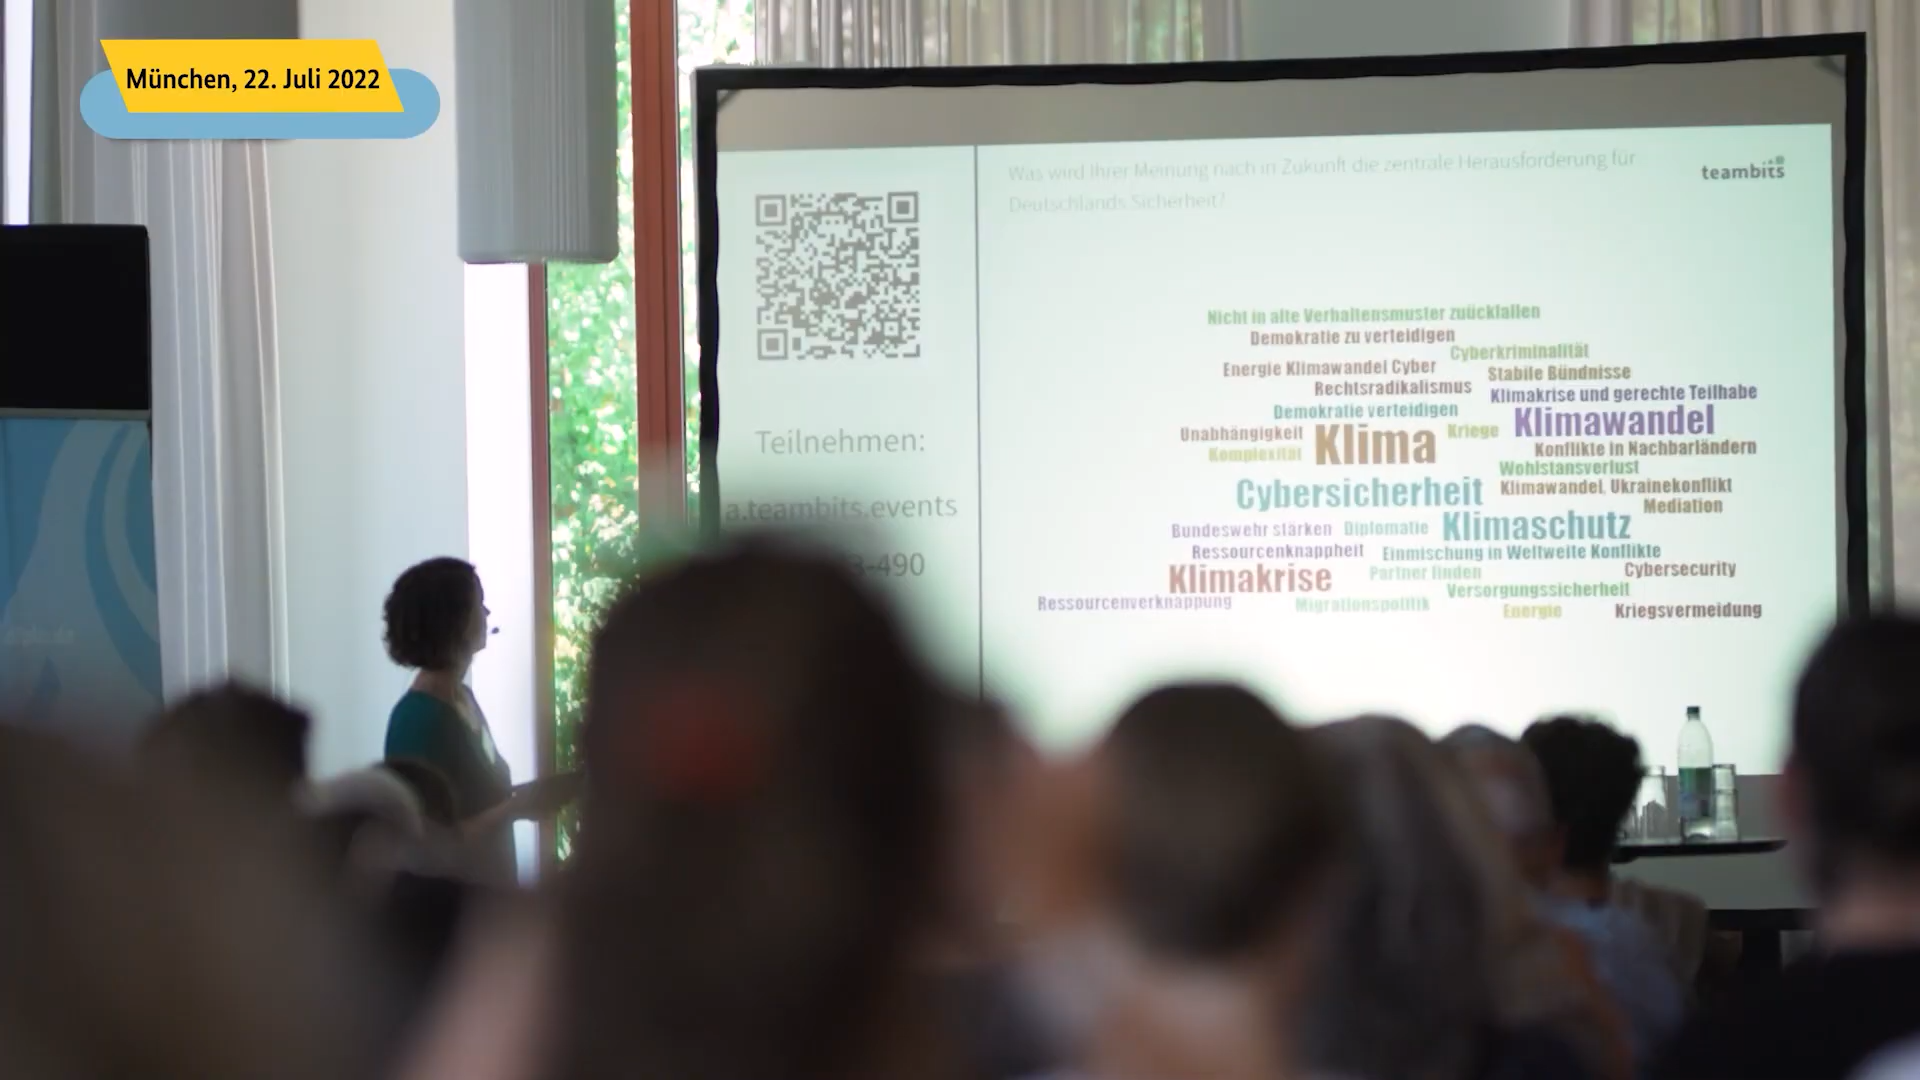 München, 22. Juli 2022
Was wird Ihrer Meinung nach in Zukunft die zentrale Herausforderung für
Deutschlands Sicherheit?
teambits
Teilnehmen:
a.teambits.events
3-490
Nicht in alte Verhaltensmuster zuückfallen
Demokratie zu verteidigen
Cyberkriminalität
Energie Klimawandel Cyber
Stabile Bündnisse
Rechtsradikalismus
Klimakrise und gerechte Teilhabe
Demokratie verteidigen
Klimawandel
Unabhängigkeit
Klima
Kriege
Konflikte in Nachbarländern
Komplexität
Wohlstansverlust
Cybersicherheit
Klimawandel, Ukrainekonflikt
Mediation
Bundeswehr stärken
Diplomatie
Klimaschutz
Ressourcenknappheit
Einmischung in Weltweite Konflikte
Klimakrise
Partner finden
Cybersecurity
Versorgungssicherheit
Ressourcenverknappung
Migrationspolitik
Energie
Kriegsvermeidung